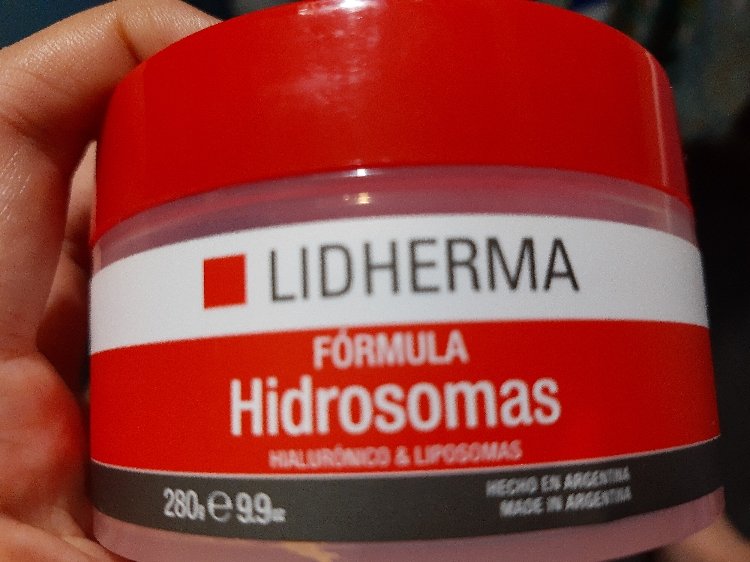 LIDHERMA
FÓRMULA
Hidrosomas
HIALURÓNICO & LIPOSOMAS
280g e 9.9oz
HECHO EN ARGENTINA
MADE IN ARGENTINA